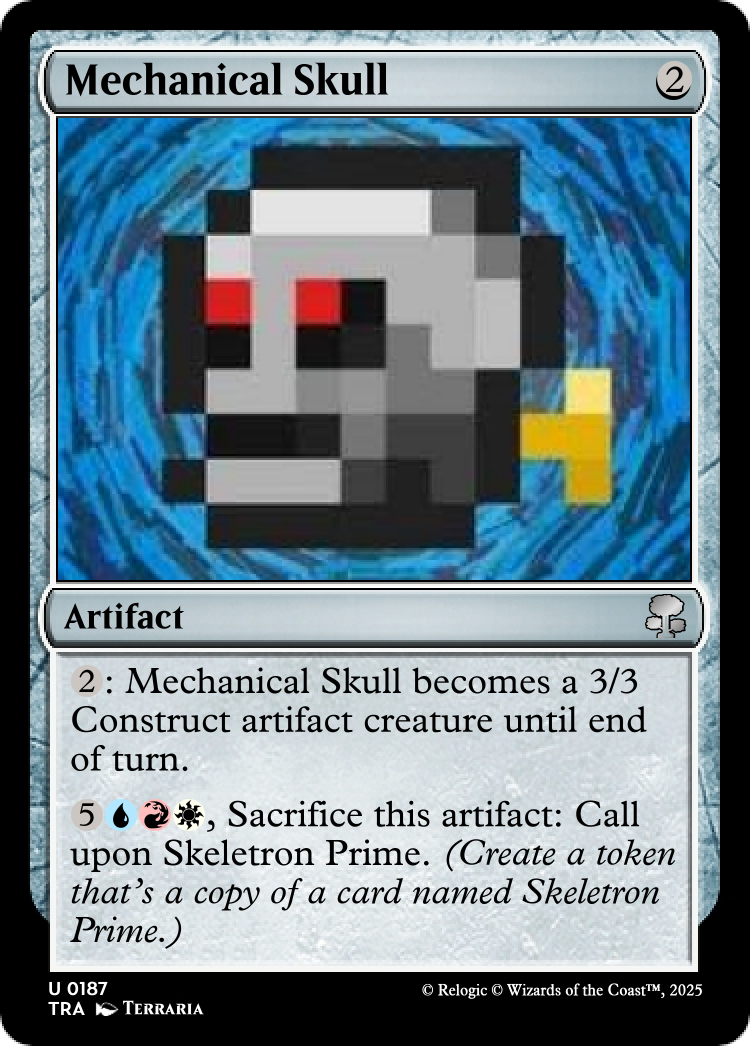 Mechanical Skull 2
Artifact
2: Mechanical Skull becomes a 3/3
Construct artifact creature until end
of turn.
5, Sacrifice this artifact: Call
upon Skeletron Prime. (Create a token
that's a copy of a card named Skeletron
Prime.)
U 0187
TRA TERRARIA
© Relogic © Wizards of the Coast™, 2025